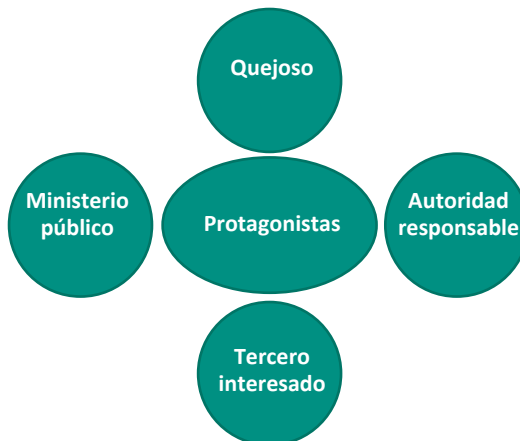 Quejoso
Ministerio
público
Protagonistas
Autoridad
responsable
Tercero
interesado